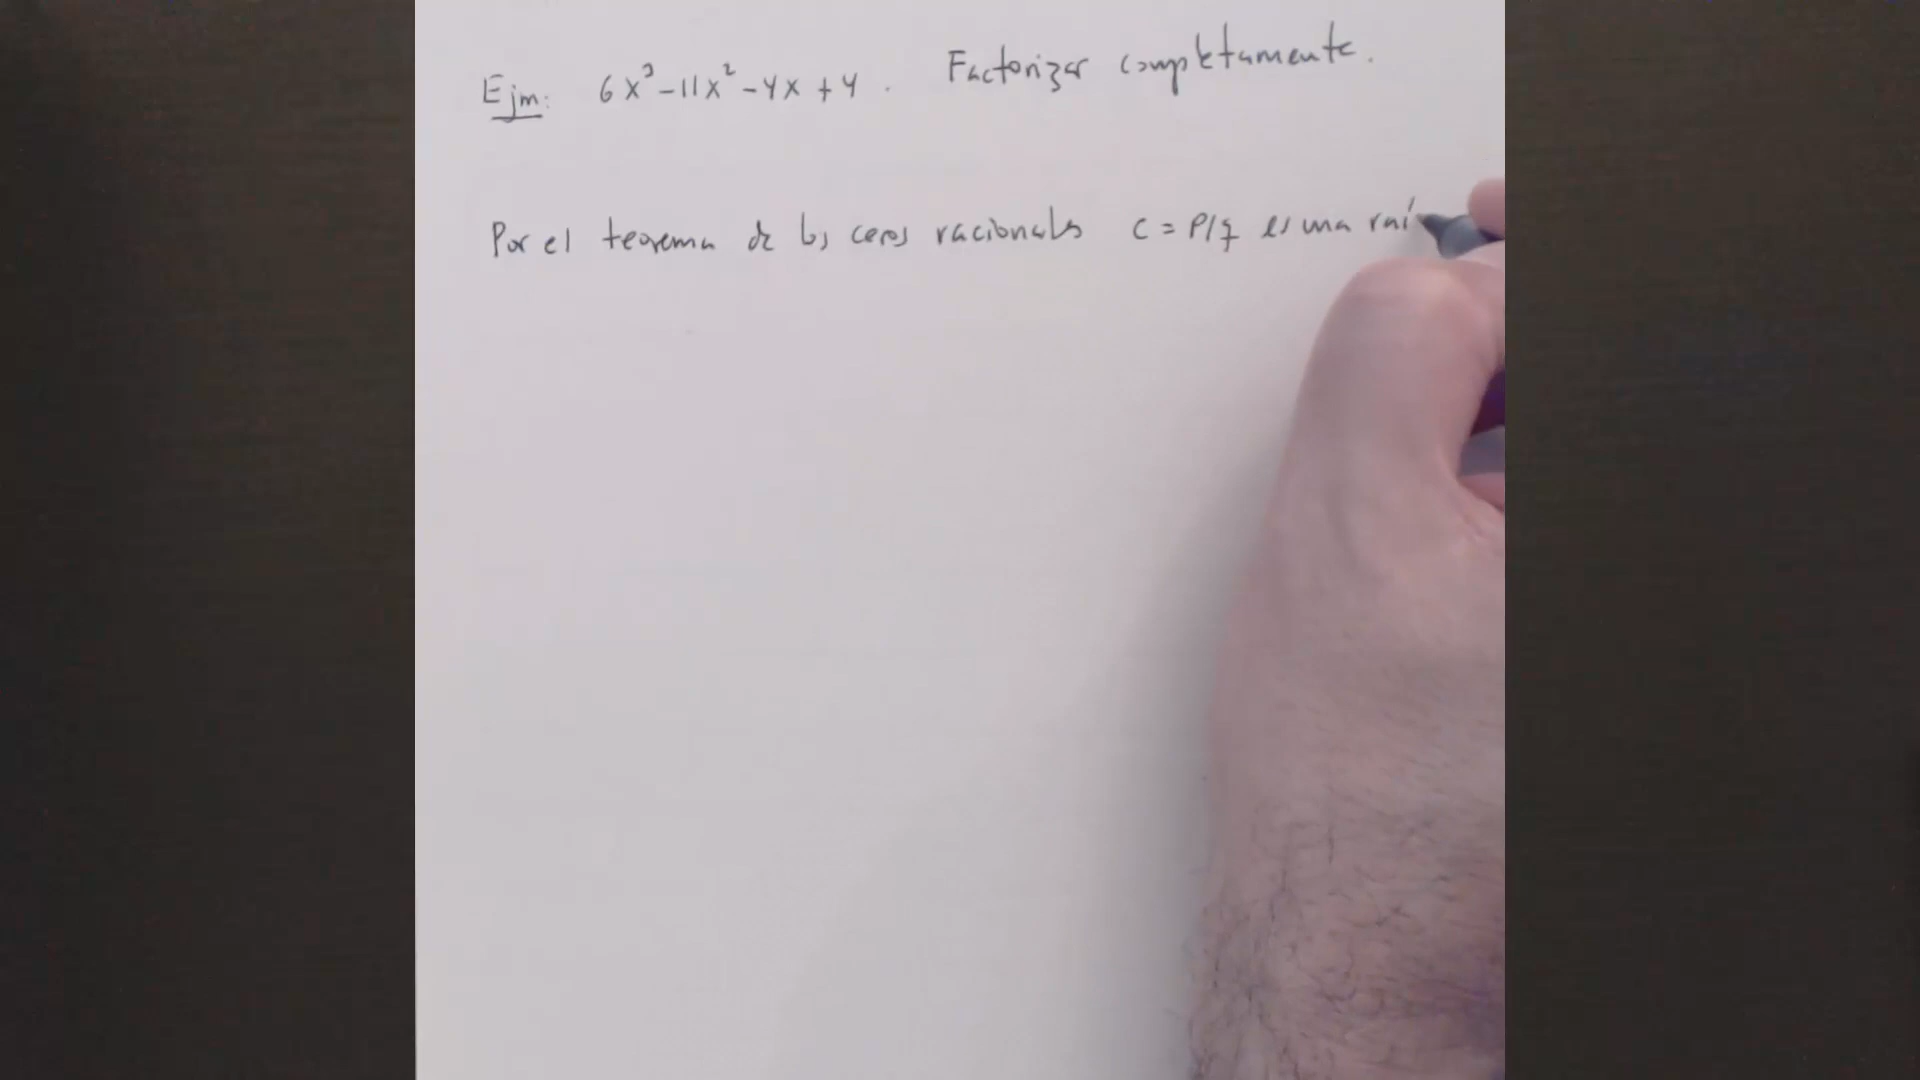 Ejm: 6x³-11x²-4x+4. Factorizar completamente.
Por el teorema de los ceros racionales c = P/q es una raí